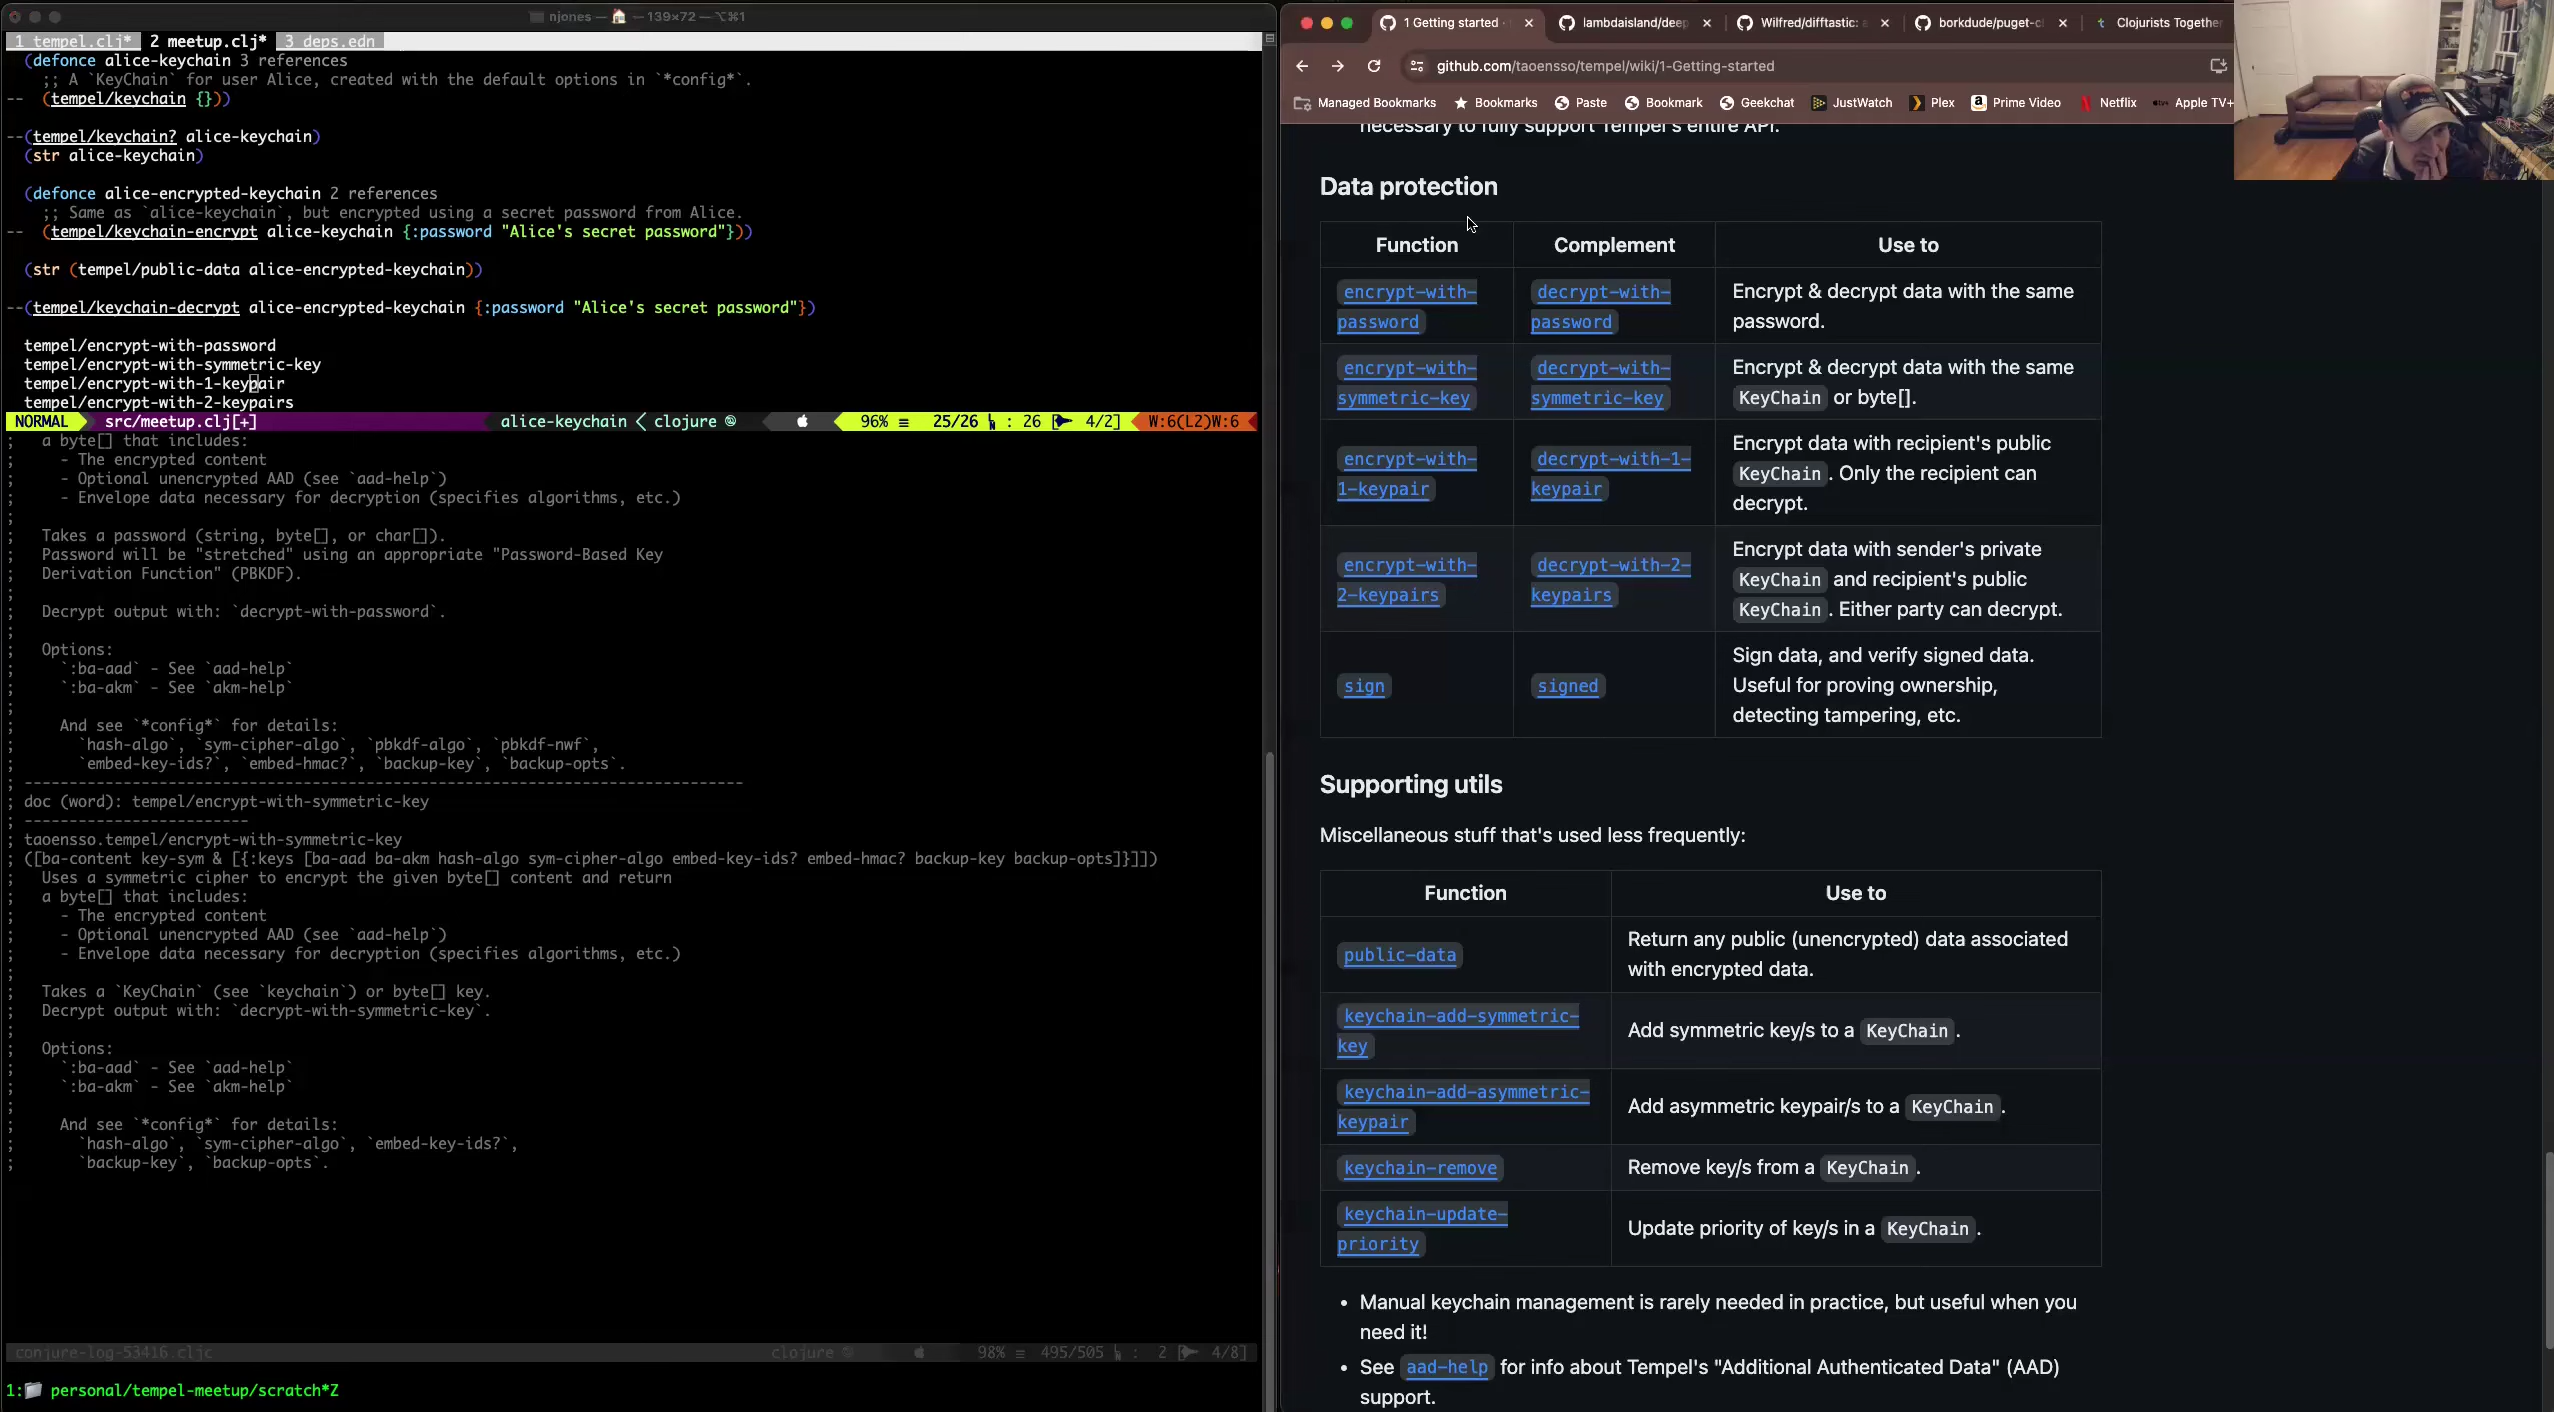 njones — 🏠 — 139×72 — ⌥⌘1
1 tempel.clj* 2 meetup.clj* 3 deps.edn
(defonce alice-keychain 3 references
;; A `KeyChain` for user Alice, created with the default options in `*config*`.
-- (tempel/keychain {}))
--(tempel/keychain? alice-keychain)
(str alice-keychain)
(defonce alice-encrypted-keychain 2 references
;; Same as `alice-keychain`, but encrypted using a secret password from Alice.
-- (tempel/keychain-encrypt alice-keychain {:password "Alice's secret password"}))
(str (tempel/public-data alice-encrypted-keychain))
--(tempel/keychain-decrypt alice-encrypted-keychain {:password "Alice's secret password"})
tempel/encrypt-with-password
tempel/encrypt-with-symmetric-key
tempel/encrypt-with-1-keypair
tempel/encrypt-with-2-keypairs
NORMAL src/meetup.clj[+] alice-keychain < clojure 96% ≡ 25/26 : 26 4/2] W:6(L2)W:6
; a byte[] that includes:
; - The encrypted content
; - Optional unencrypted AAD (see `aad-help`)
; - Envelope data necessary for decryption (specifies algorithms, etc.)
;
; Takes a password (string, byte[], or char[]).
; Password will be "stretched" using an appropriate "Password-Based Key
; Derivation Function" (PBKDF).
;
; Decrypt output with: `decrypt-with-password`.
;
; Options:
; `:ba-aad` - See `aad-help`
; `:ba-akm` - See `akm-help`
;
; And see `*config*` for details:
; `hash-algo`, `sym-cipher-algo`, `pbkdf-algo`, `pbkdf-nwf`,
; `embed-key-ids?`, `embed-hmac?`, `backup-key`, `backup-opts`.
; --------------------------------------------------------------------------------
; doc (word): tempel/encrypt-with-symmetric-key
; -------------------------
; taoensso.tempel/encrypt-with-symmetric-key
; ([ba-content key-sym & [{:keys [ba-aad ba-akm hash-algo sym-cipher-algo embed-key-ids? embed-hmac? backup-key backup-opts]}]])
; Uses a symmetric cipher to encrypt the given byte[] content and return
; a byte[] that includes:
; - The encrypted content
; - Optional unencrypted AAD (see `aad-help`)
; - Envelope data necessary for decryption (specifies algorithms, etc.)
;
; Takes a `KeyChain` (see `keychain`) or byte[] key.
; Decrypt output with: `decrypt-with-symmetric-key`.
;
; Options:
; `:ba-aad` - See `aad-help`
; `:ba-akm` - See `akm-help`
;
; And see `*config*` for details:
; `hash-algo`, `sym-cipher-algo`, `embed-key-ids?`,
; `backup-key`, `backup-opts`.
conjure-log-53416.cljc clojure 98% ≡ 495/505 : 2 4/8]
1: personal/tempel-meetup/scratch*Z
1 Getting started · lambdaisland/deep Wilfred/difftastic: a borkdude/puget-cl Clojurists Together
github.com/taoensso/tempel/wiki/1-Getting-started
Managed Bookmarks Bookmarks Paste Bookmark Geekchat JustWatch Plex Prime Video Netflix Apple TV+
necessary to fully support Tempel's entire API.
Data protection
Function Complement Use to
encrypt-with-password decrypt-with-password Encrypt & decrypt data with the same
password.
encrypt-with-symmetric-key decrypt-with-symmetric-key Encrypt & decrypt data with the same
KeyChain or byte[].
encrypt-with-1-keypair decrypt-with-1-keypair Encrypt data with recipient's public
KeyChain . Only the recipient can
decrypt.
encrypt-with-2-keypairs decrypt-with-2-keypairs Encrypt data with sender's private
KeyChain and recipient's public
KeyChain . Either party can decrypt.
sign signed Sign data, and verify signed data.
Useful for proving ownership,
detecting tampering, etc.
Supporting utils
Miscellaneous stuff that's used less frequently:
Function Use to
public-data Return any public (unencrypted) data associated
with encrypted data.
keychain-add-symmetric-key Add symmetric key/s to a KeyChain .
keychain-add-asymmetric-keypair Add asymmetric keypair/s to a KeyChain .
keychain-remove Remove key/s from a KeyChain .
keychain-update-priority Update priority of key/s in a KeyChain .
• Manual keychain management is rarely needed in practice, but useful when you
need it!
• See aad-help for info about Tempel's "Additional Authenticated Data" (AAD)
support.